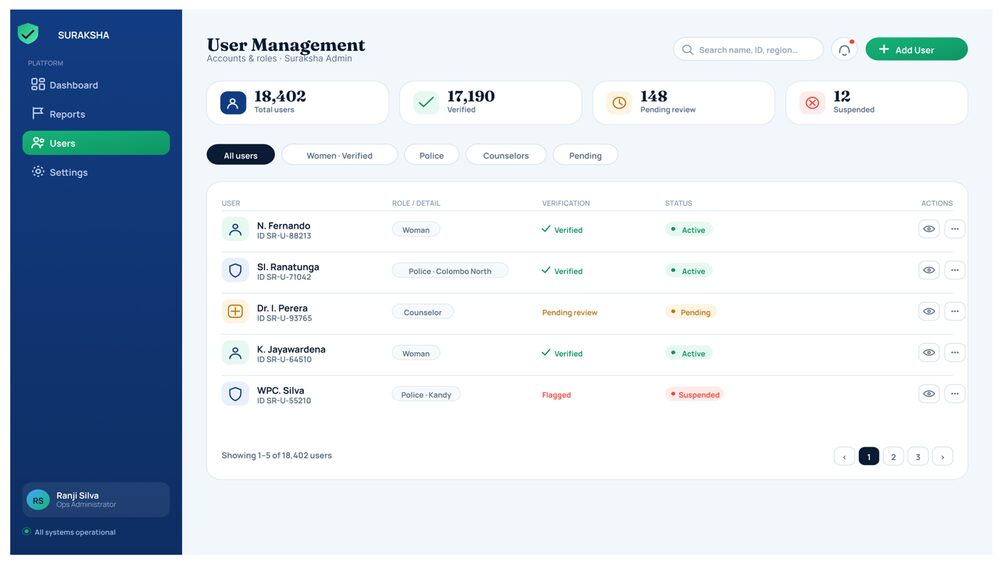 SURAKSHA
PLATFORM
Dashboard
Reports
Users
Settings
RS
Ranji Silva
Ops Administrator
All systems operational
User Management
Accounts & roles · Suraksha Admin
Search name, ID, region...
Add User
18,402
Total users
17,190
Verified
148
Pending review
12
Suspended
All users
Women · Verified
Police
Counselors
Pending
USER ROLE / DETAIL VERIFICATION STATUS ACTIONS
N. Fernando
ID SR-U-88213
Woman
Verified
Active
SI. Ranatunga
ID SR-U-71042
Police · Colombo North
Verified
Active
Dr. I. Perera
ID SR-U-93765
Counselor
Pending review
Pending
K. Jayawardena
ID SR-U-64510
Woman
Verified
Active
WPC. Silva
ID SR-U-55210
Police · Kandy
Flagged
Suspended
Showing 1–5 of 18,402 users
‹ 1 2 3 ›